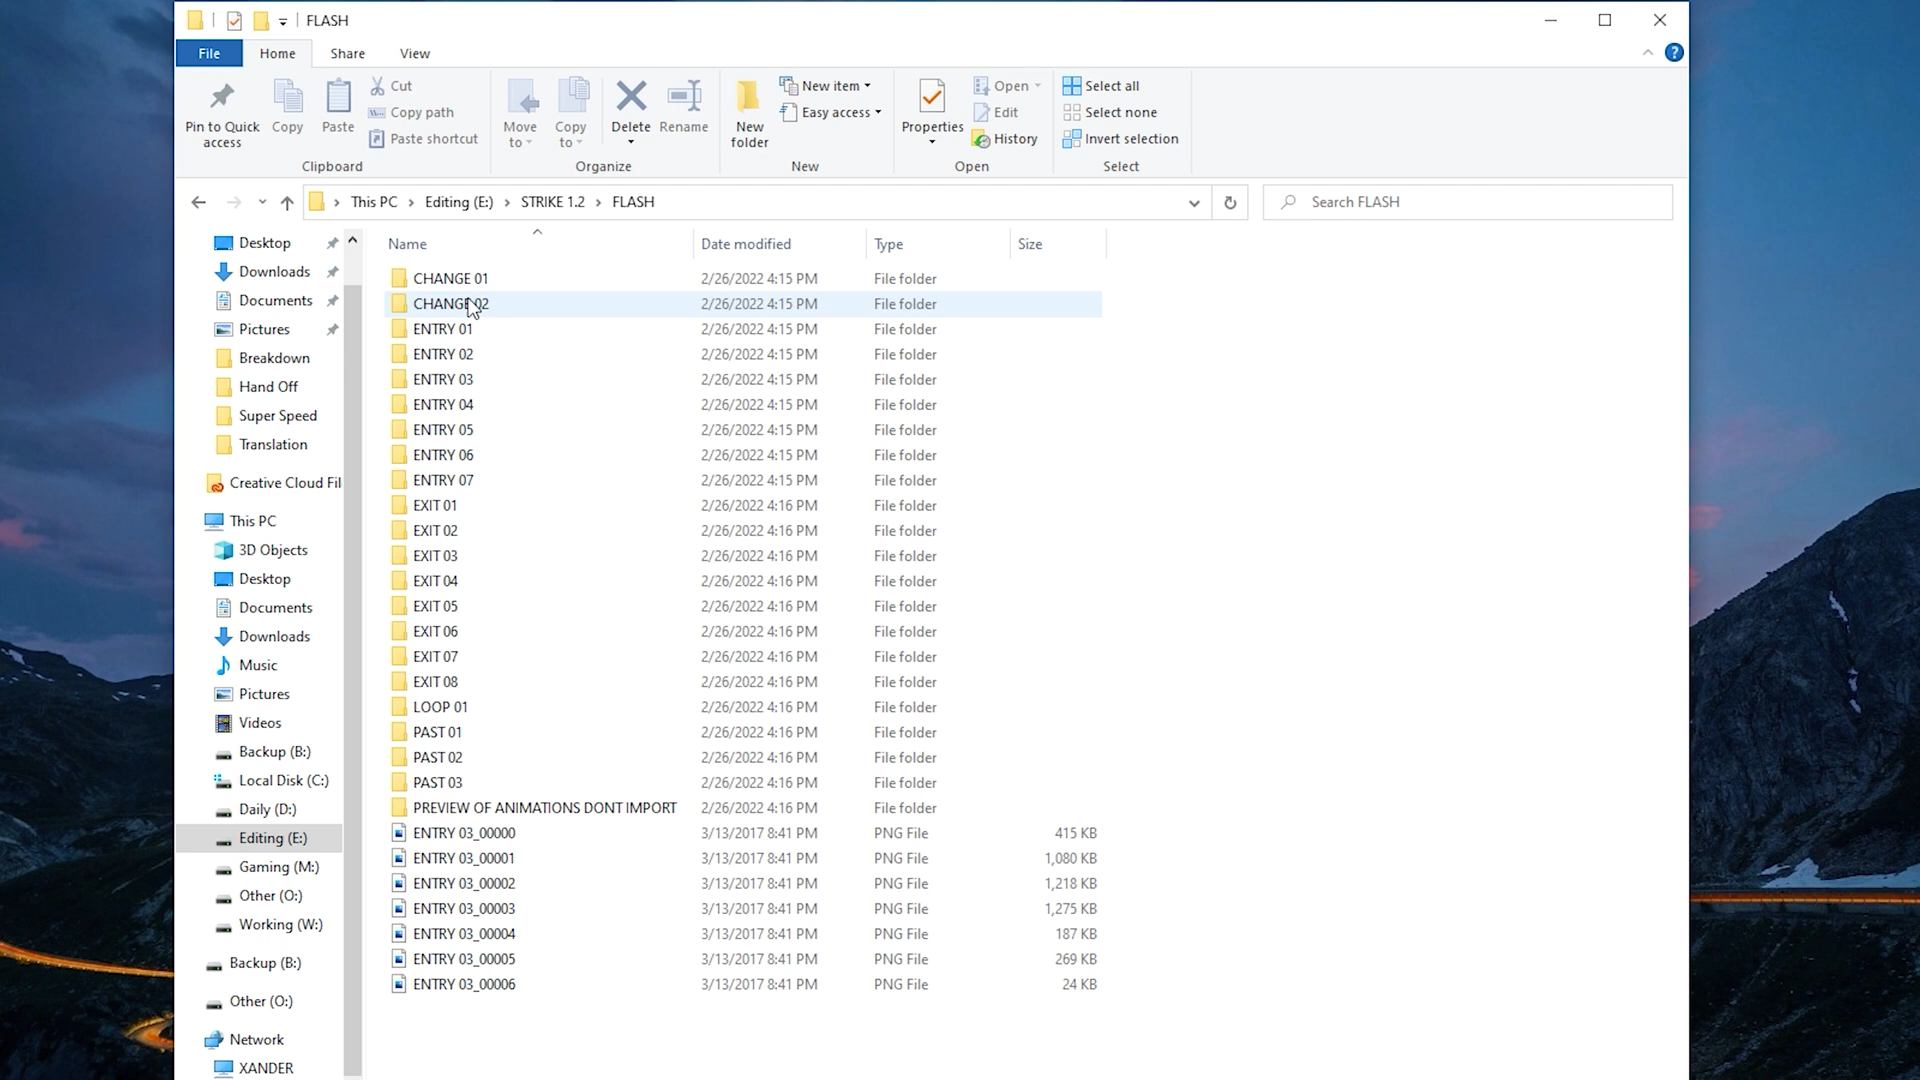 FLASH
File Home Share View
Pin to Quick access
Copy
Paste
Cut
Copy path
Paste shortcut
Clipboard
Move to
Copy to
Delete
Rename
Organize
New folder
New item
Easy access
New
Properties
Open
Edit
History
Open
Select all
Select none
Invert selection
Select
This PC > Editing (E:) > STRIKE 1.2 > FLASH
Search FLASH
Desktop
Downloads
Documents
Pictures
Breakdown
Hand Off
Super Speed
Translation
Creative Cloud Fil
This PC
3D Objects
Desktop
Documents
Downloads
Music
Pictures
Videos
Backup (B:)
Local Disk (C:)
Daily (D:)
Editing (E:)
Gaming (M:)
Other (O:)
Working (W:)
Backup (B:)
Other (O:)
Network
XANDER
Name Date modified Type Size
CHANGE 01 2/26/2022 4:15 PM File folder
CHANGE 02 2/26/2022 4:15 PM File folder
ENTRY 01 2/26/2022 4:15 PM File folder
ENTRY 02 2/26/2022 4:15 PM File folder
ENTRY 03 2/26/2022 4:15 PM File folder
ENTRY 04 2/26/2022 4:15 PM File folder
ENTRY 05 2/26/2022 4:15 PM File folder
ENTRY 06 2/26/2022 4:15 PM File folder
ENTRY 07 2/26/2022 4:15 PM File folder
EXIT 01 2/26/2022 4:16 PM File folder
EXIT 02 2/26/2022 4:16 PM File folder
EXIT 03 2/26/2022 4:16 PM File folder
EXIT 04 2/26/2022 4:16 PM File folder
EXIT 05 2/26/2022 4:16 PM File folder
EXIT 06 2/26/2022 4:16 PM File folder
EXIT 07 2/26/2022 4:16 PM File folder
EXIT 08 2/26/2022 4:16 PM File folder
LOOP 01 2/26/2022 4:16 PM File folder
PAST 01 2/26/2022 4:16 PM File folder
PAST 02 2/26/2022 4:16 PM File folder
PAST 03 2/26/2022 4:16 PM File folder
PREVIEW OF ANIMATIONS DONT IMPORT 2/26/2022 4:16 PM File folder
ENTRY 03_00000 3/13/2017 8:41 PM PNG File 415 KB
ENTRY 03_00001 3/13/2017 8:41 PM PNG File 1,080 KB
ENTRY 03_00002 3/13/2017 8:41 PM PNG File 1,218 KB
ENTRY 03_00003 3/13/2017 8:41 PM PNG File 1,275 KB
ENTRY 03_00004 3/13/2017 8:41 PM PNG File 187 KB
ENTRY 03_00005 3/13/2017 8:41 PM PNG File 269 KB
ENTRY 03_00006 3/13/2017 8:41 PM PNG File 24 KB